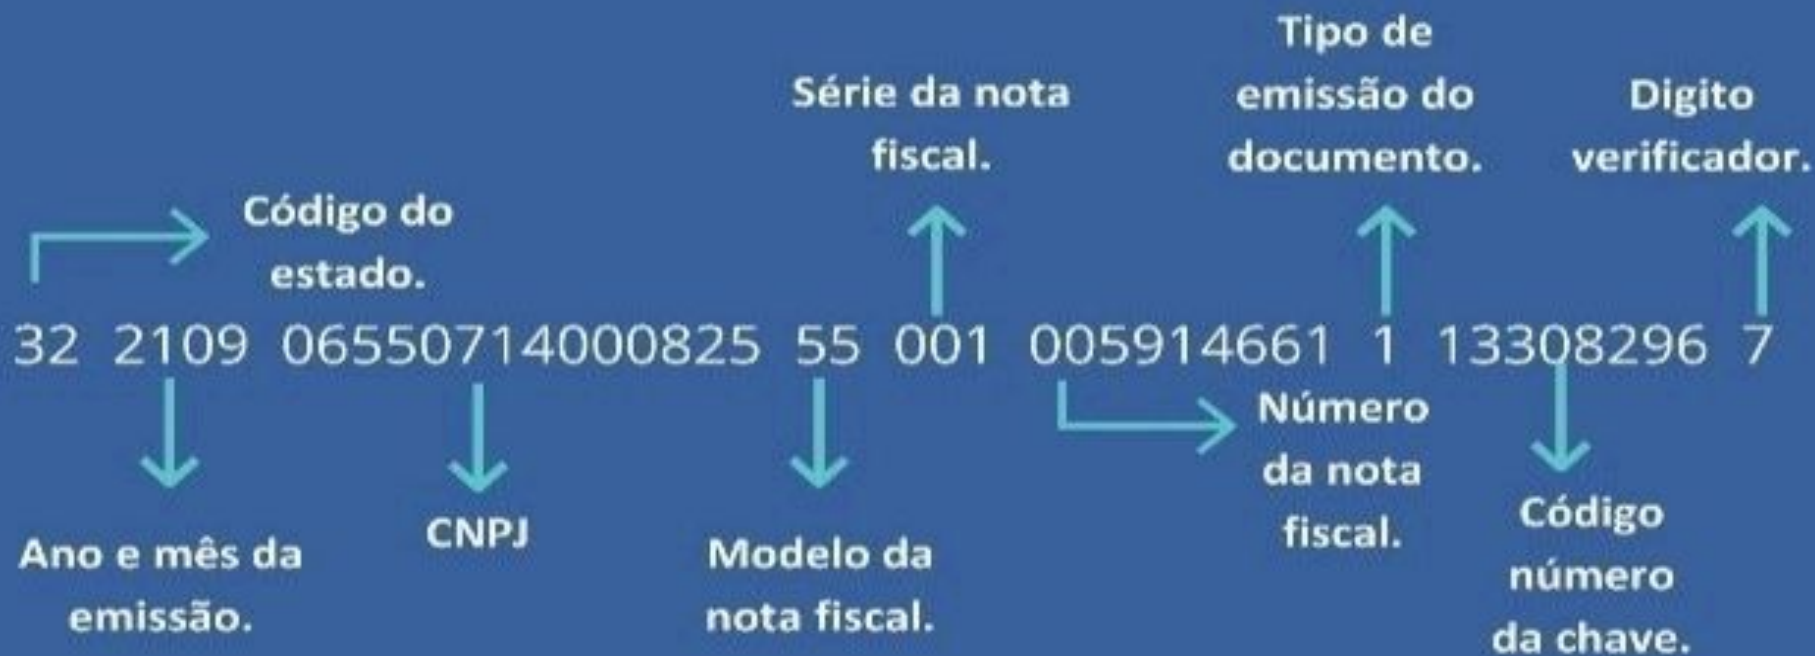 Tipo de
emissão do
documento.
Série da nota
fiscal.
Digito
verificador.
Código do
estado.
32 2109 06550714000825 55 001 005914661 1 13308296 7
Ano e mês da
emissão.
CNPJ
Modelo da
nota fiscal.
Número
da nota
fiscal.
Código
número
da chave.